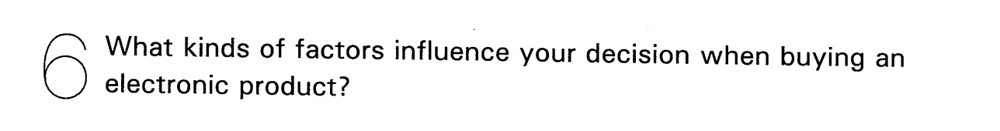 6 What kinds of factors influence your decision when buying an
electronic product?